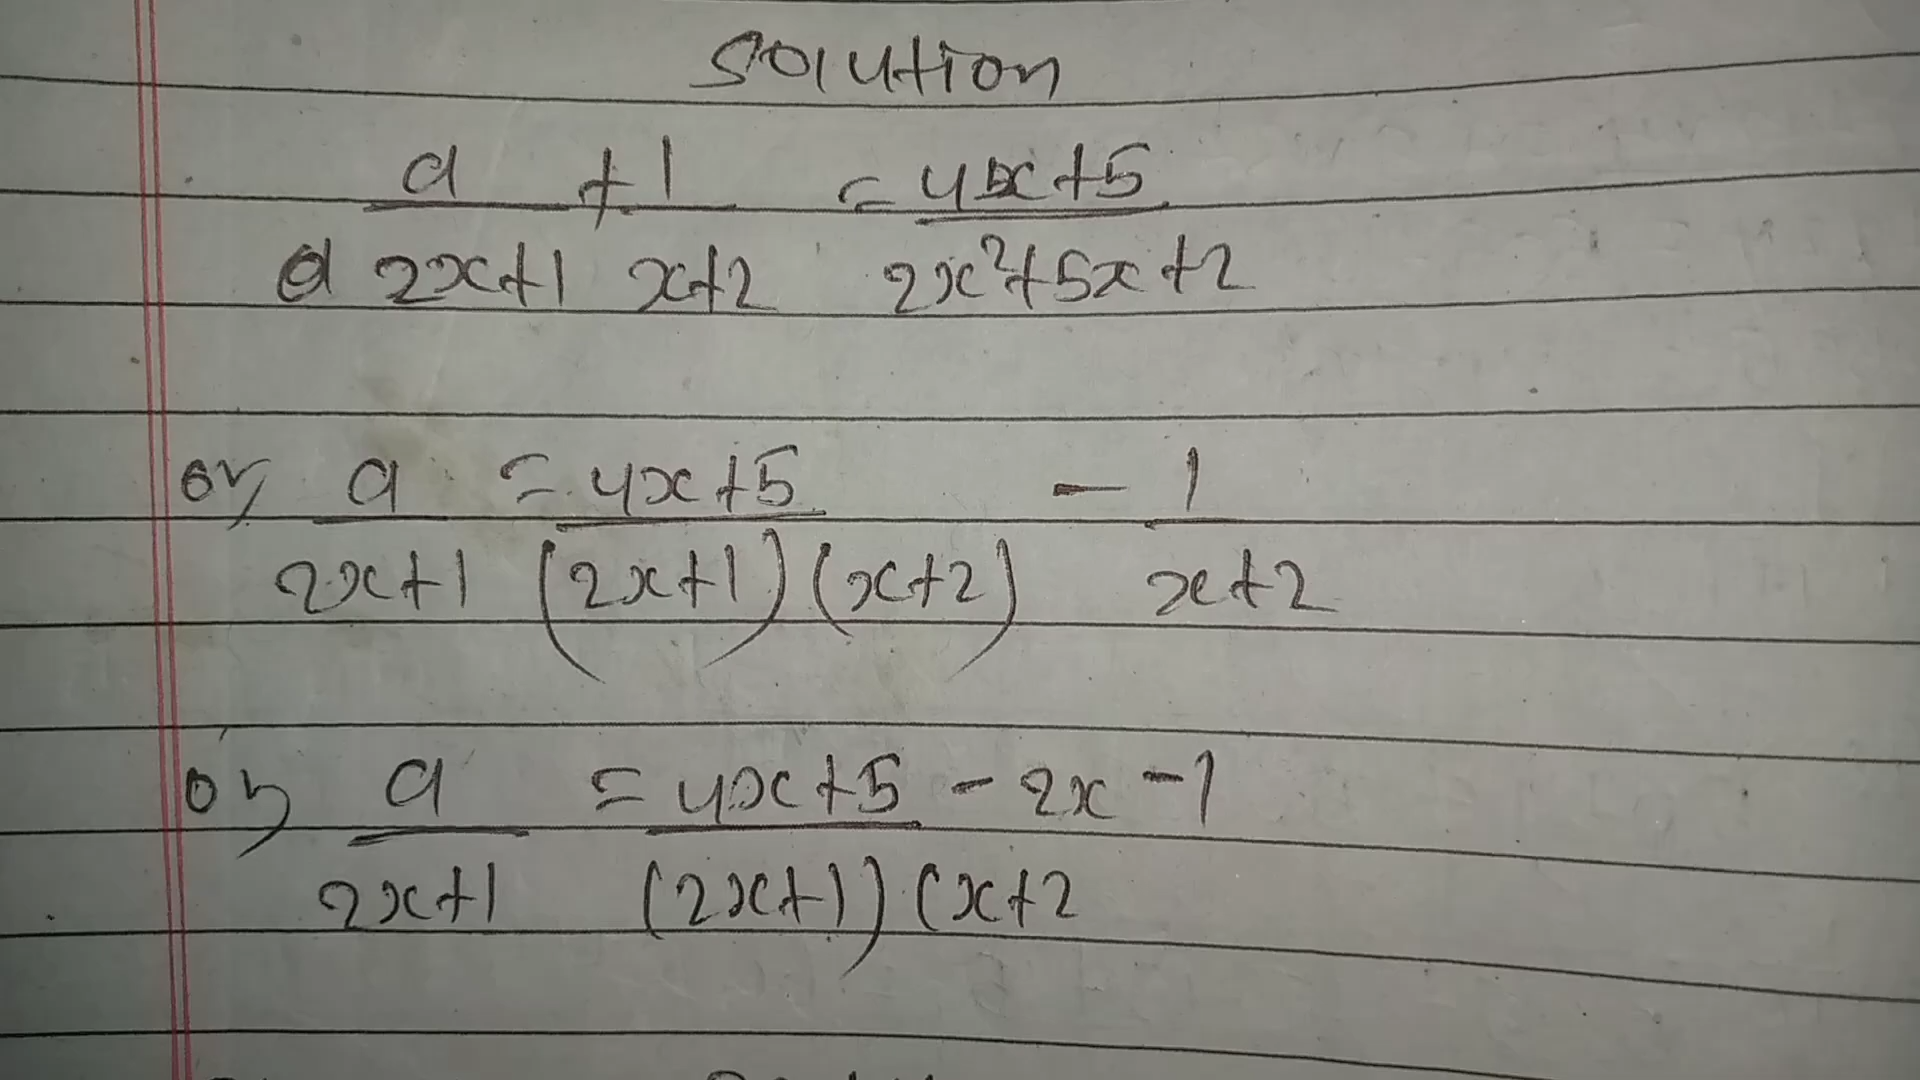 Solution
a/2x+1 + 1/x+2 = 4x+5/2x²+5x+2
or, a/2x+1 = 4x+5/(2x+1)(x+2) - 1/x+2
or, a/2x+1 = 4x+5-2x-1/(2x+1)(x+2